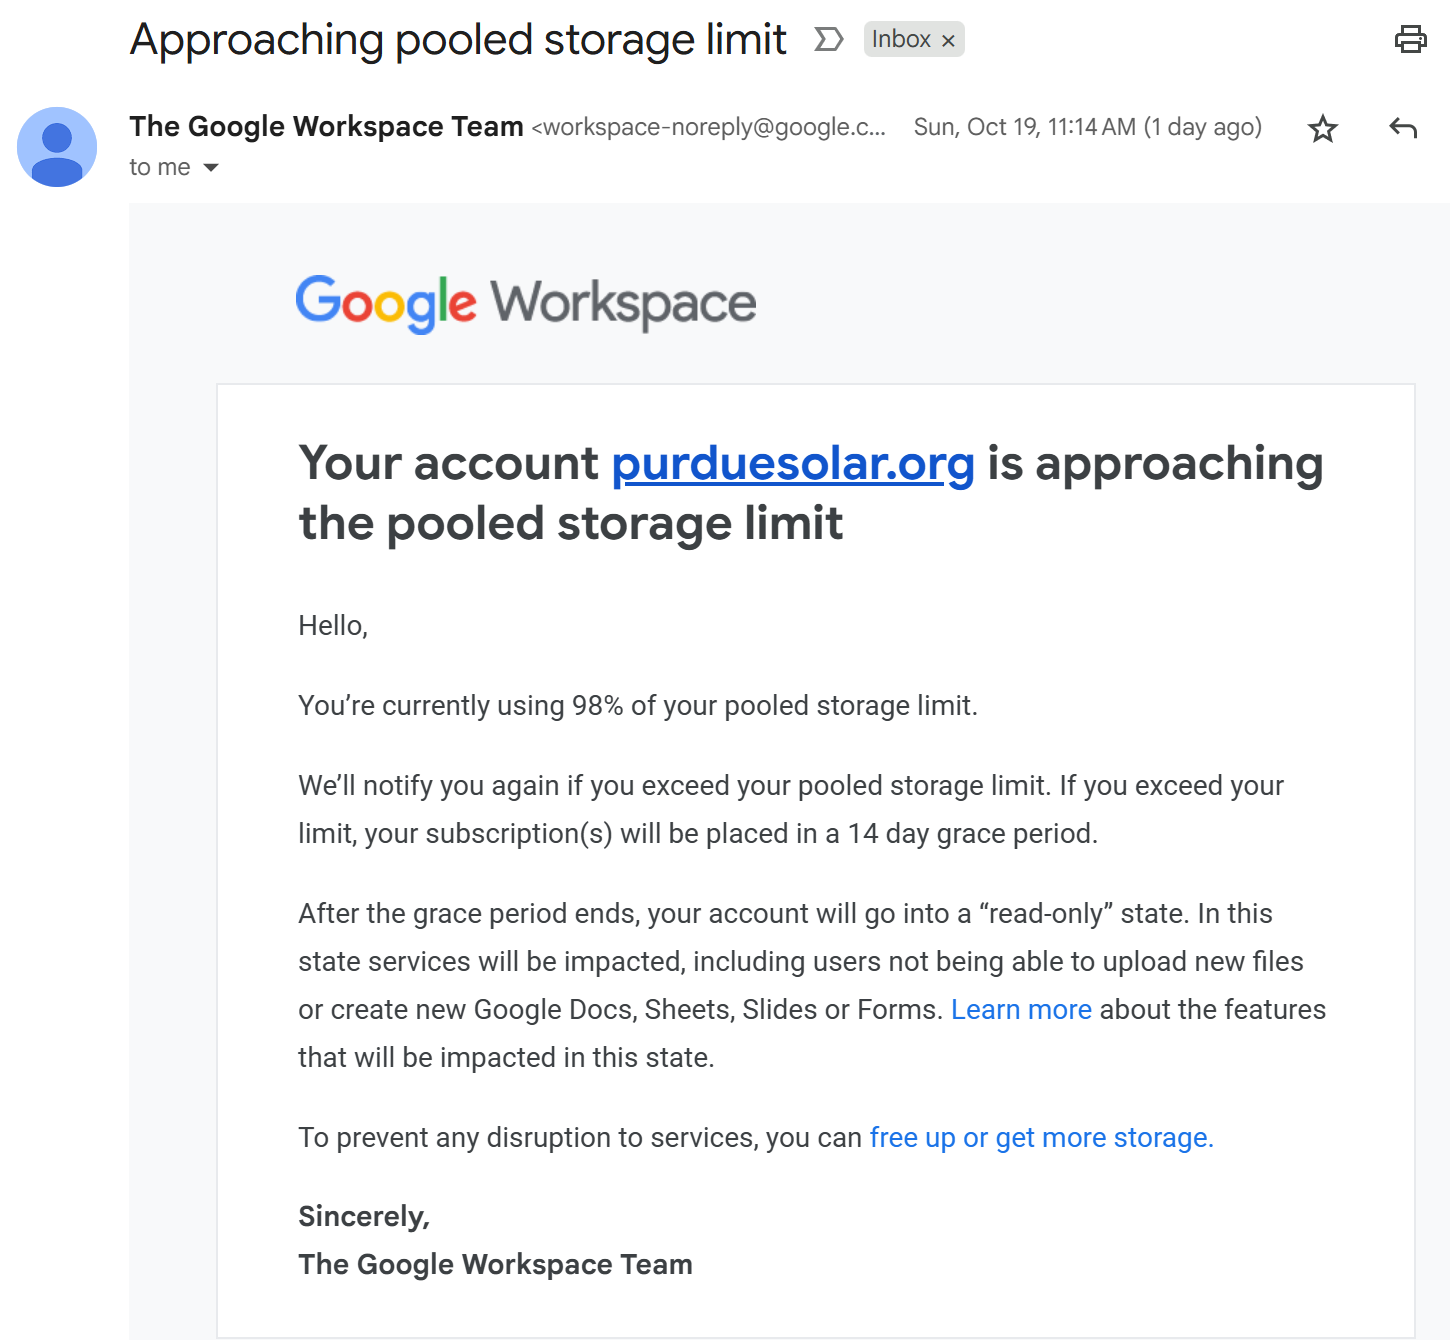 Approaching pooled storage limit
Inbox ×
The Google Workspace Team <workspace-noreply@google.c... Sun, Oct 19, 11:14 AM (1 day ago)
to me
Google Workspace
Your account purduesolar.org is approaching
the pooled storage limit
Hello,
You’re currently using 98% of your pooled storage limit.
We’ll notify you again if you exceed your pooled storage limit. If you exceed your
limit, your subscription(s) will be placed in a 14 day grace period.
After the grace period ends, your account will go into a “read-only” state. In this
state services will be impacted, including users not being able to upload new files
or create new Google Docs, Sheets, Slides or Forms. Learn more about the features
that will be impacted in this state.
To prevent any disruption to services, you can free up or get more storage.
Sincerely,
The Google Workspace Team